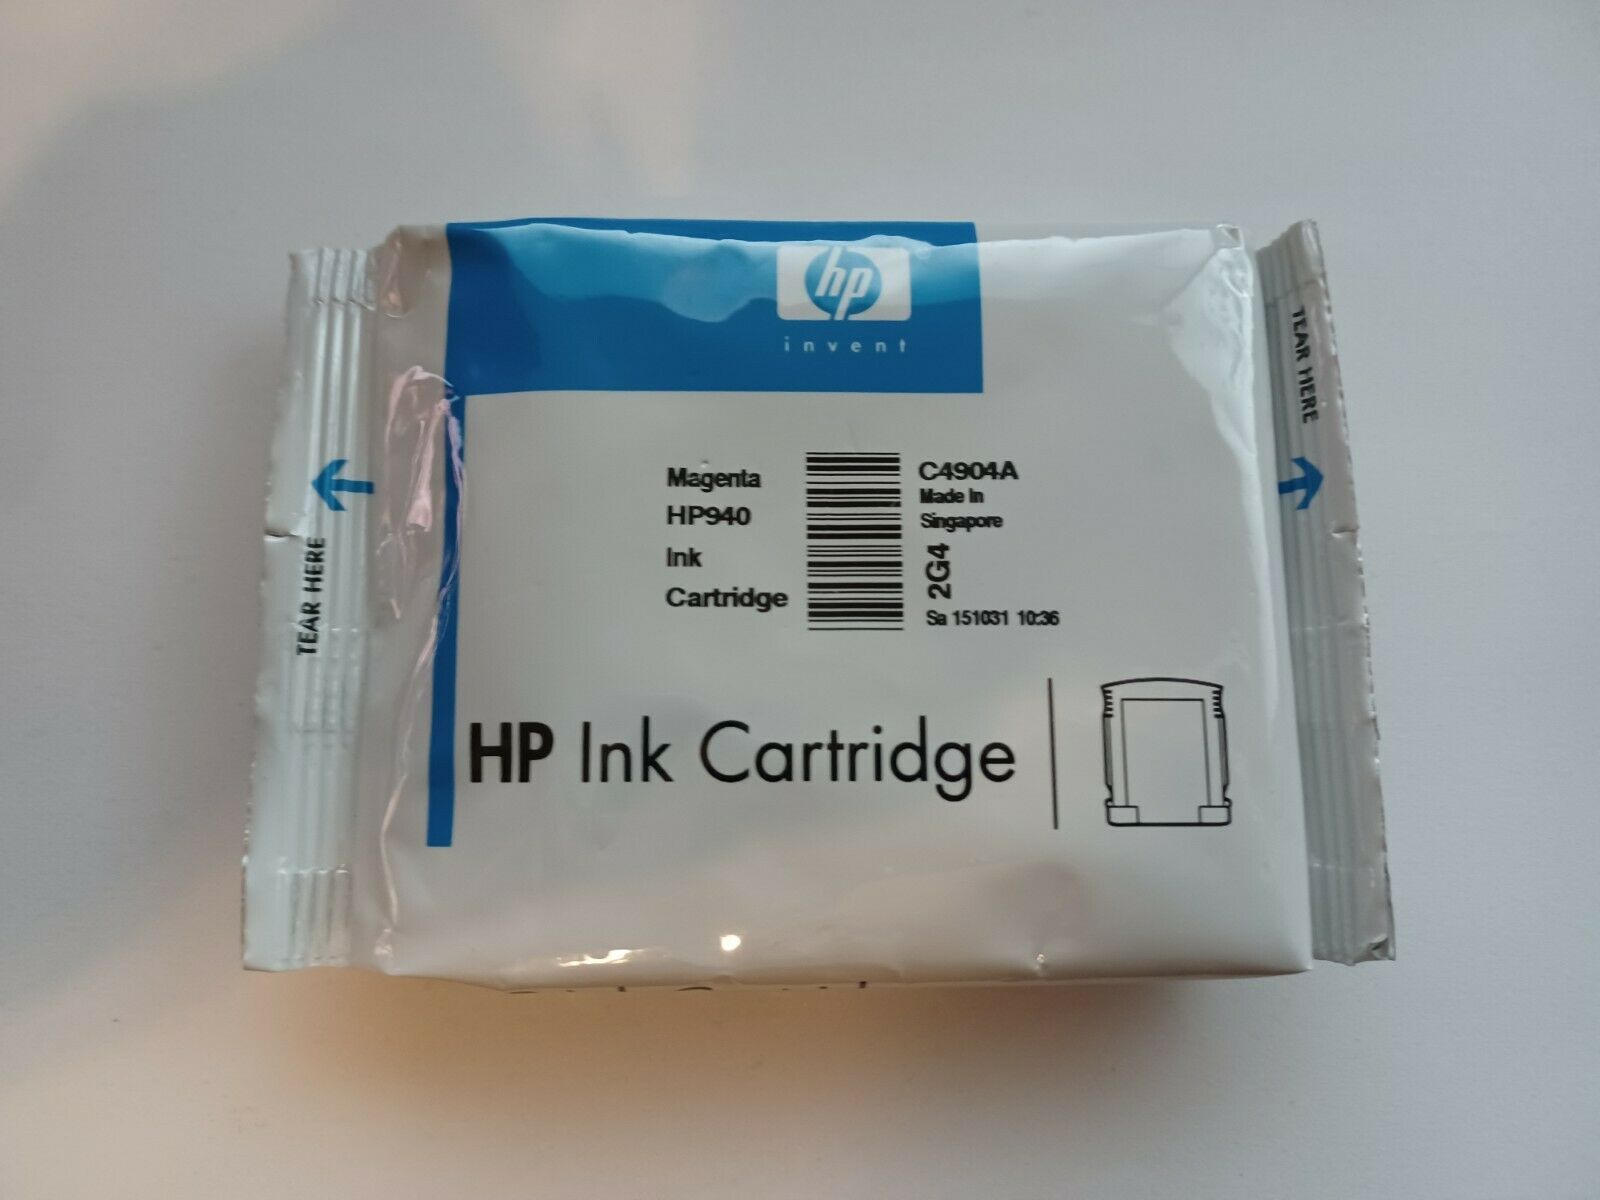 hp
®
invent
Magenta
HP940
Ink
Cartridge
C4904A
Made In
Singapore
2G4
Sa 151031 10:36
HP Ink Cartridge
TEAR HERE
TEAR HERE